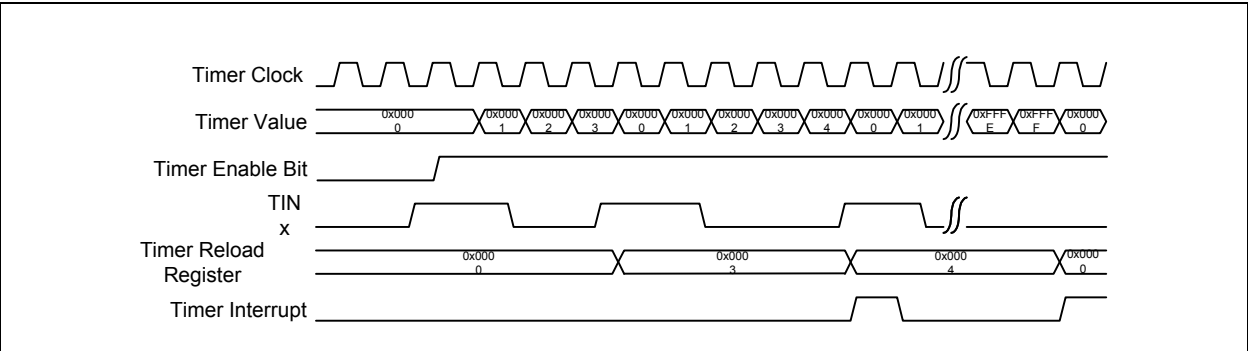 Timer Clock
Timer Value
0x000 0x000 0x000 0x000 0x000 0x000 0x000 0x000 0x000 0x000 0x000 0xFFF 0xFFF 0x000
0 1 2 3 0 1 2 3 4 0 1 E F 0
Timer Enable Bit
TIN
x
Timer Reload
Register
0x000 0x000 0x000 0x000
0 3 4 0
Timer Interrupt